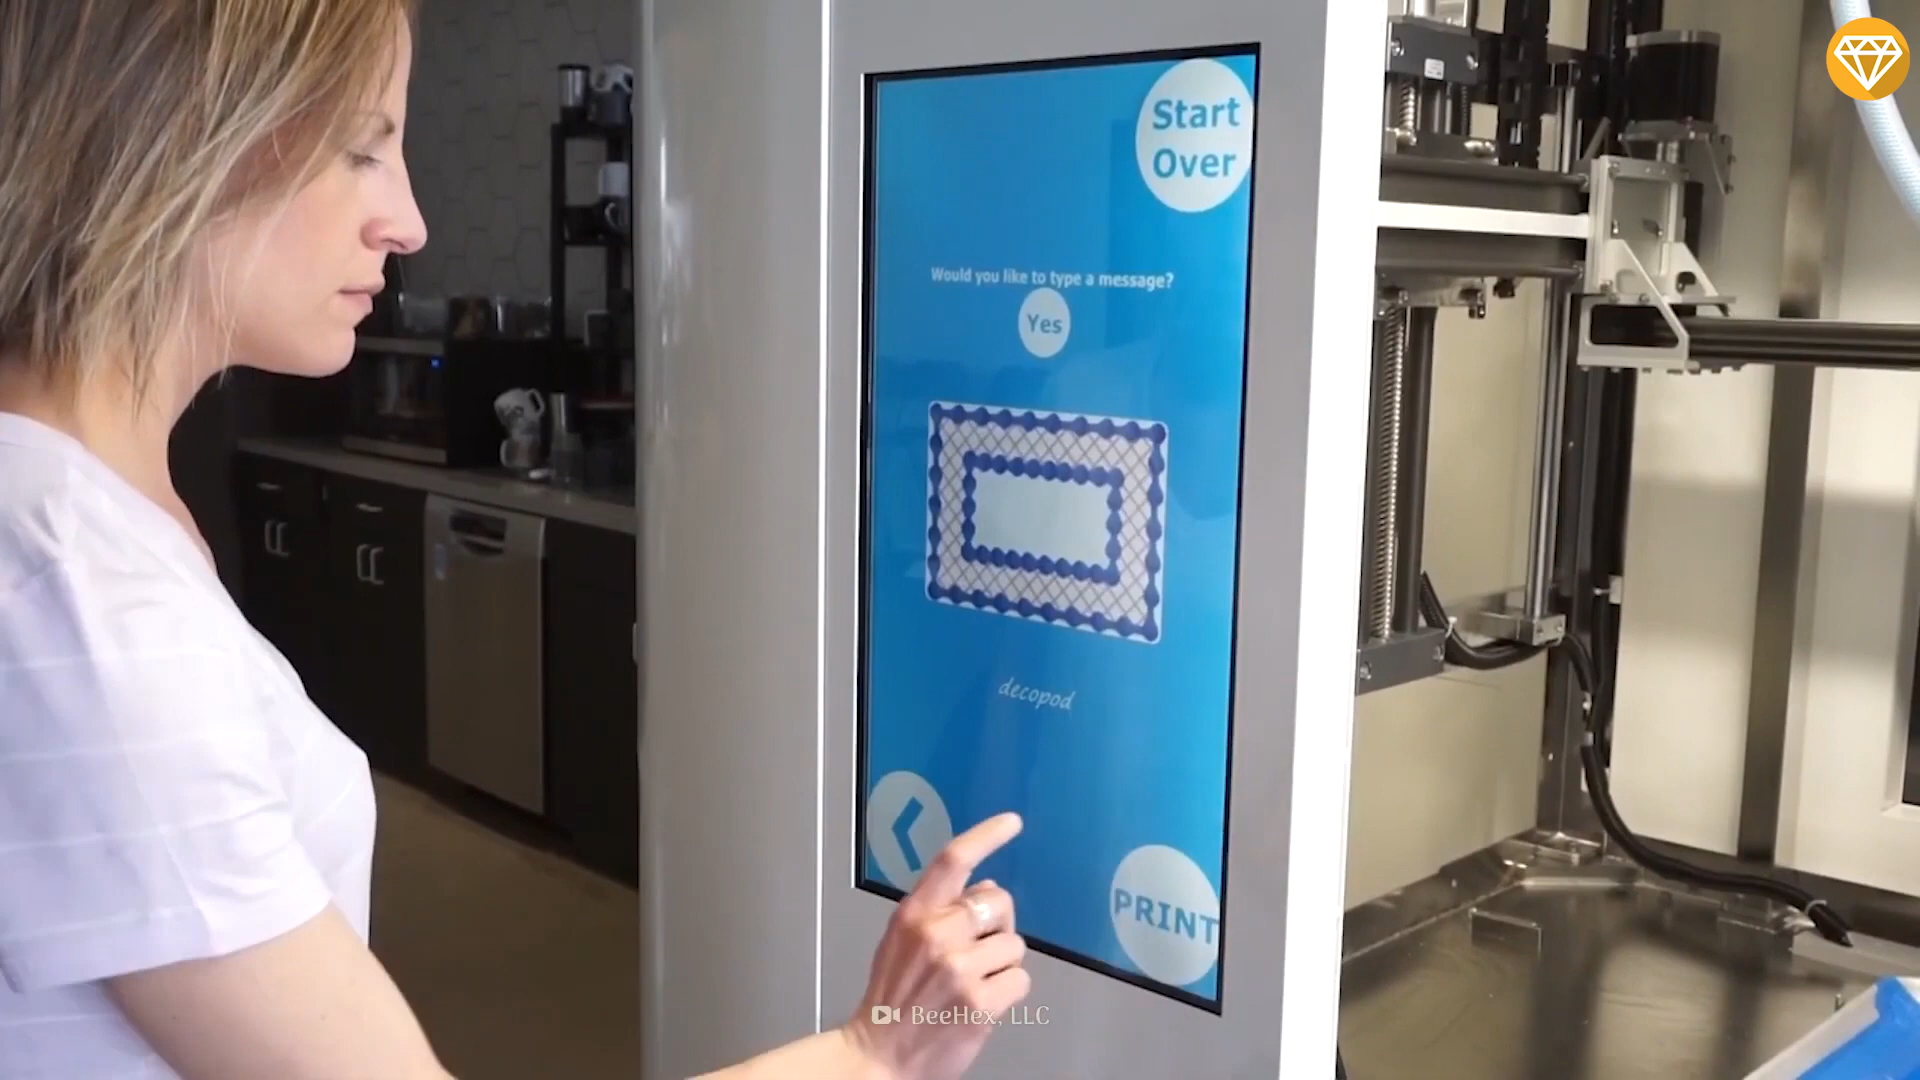 Start
Over
Would you like to type a message?
Yes
decopod
PRINT
BeeHex, LLC